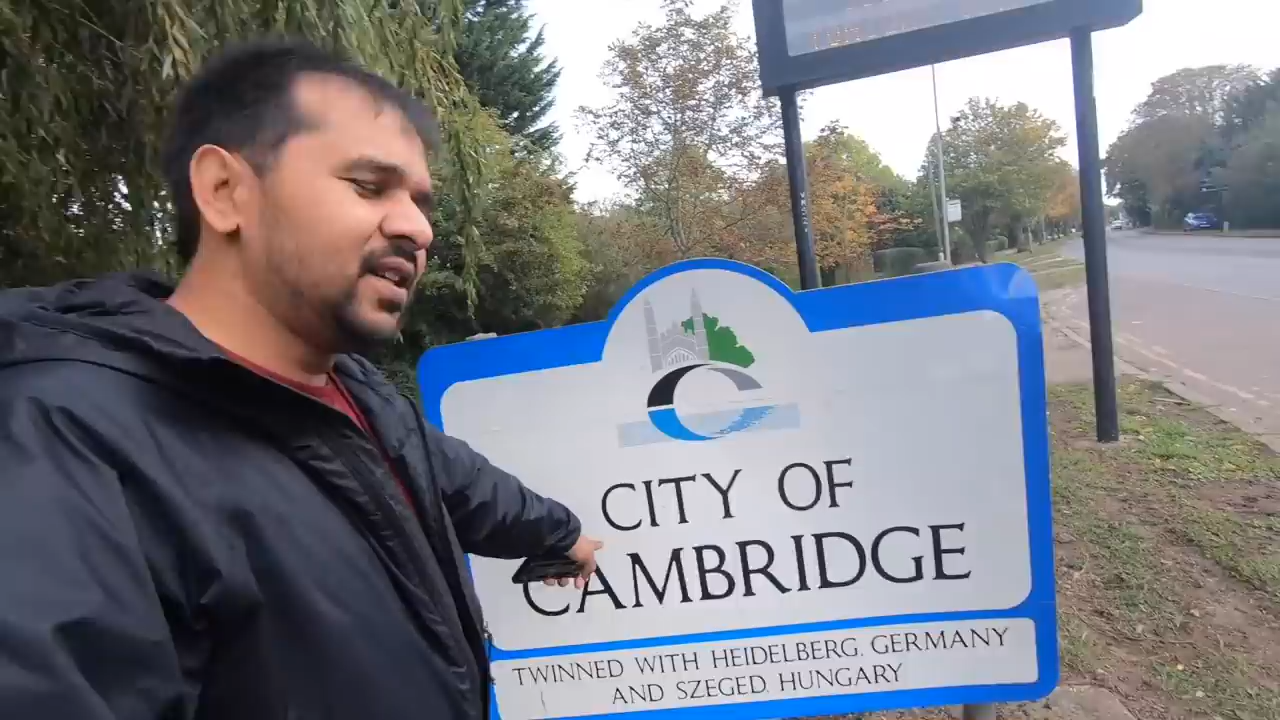 CITY OF
CAMBRIDGE
TWINNED WITH HEIDELBERG, GERMANY
AND SZEGED, HUNGARY